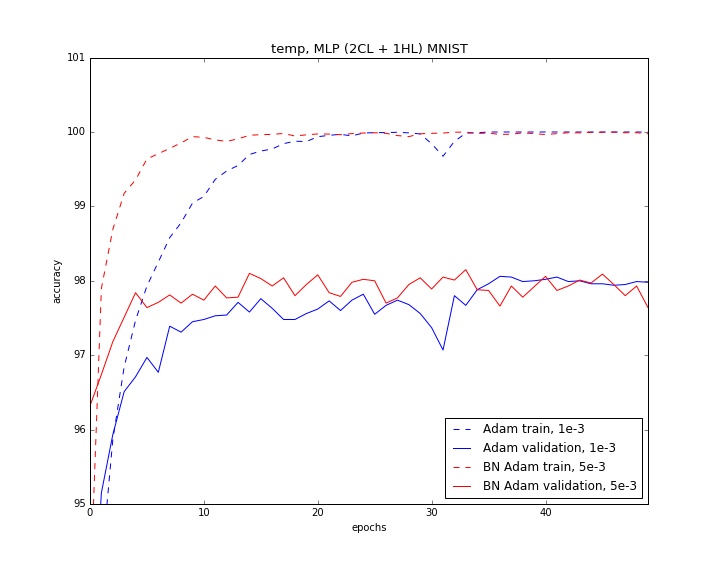 temp, MLP (2CL + 1HL) MNIST
101
100
99
98
97
96
95
accuracy
0
10
20
30
40
epochs
Adam train, 1e-3
Adam validation, 1e-3
BN Adam train, 5e-3
BN Adam validation, 5e-3